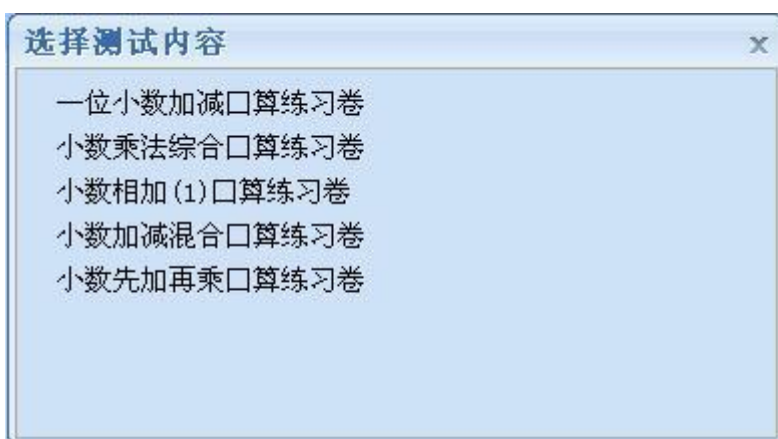 选择测试内容
一位小数加减口算练习卷
小数乘法综合口算练习卷
小数相加(1)口算练习卷
小数加减混合口算练习卷
小数先加再乘口算练习卷